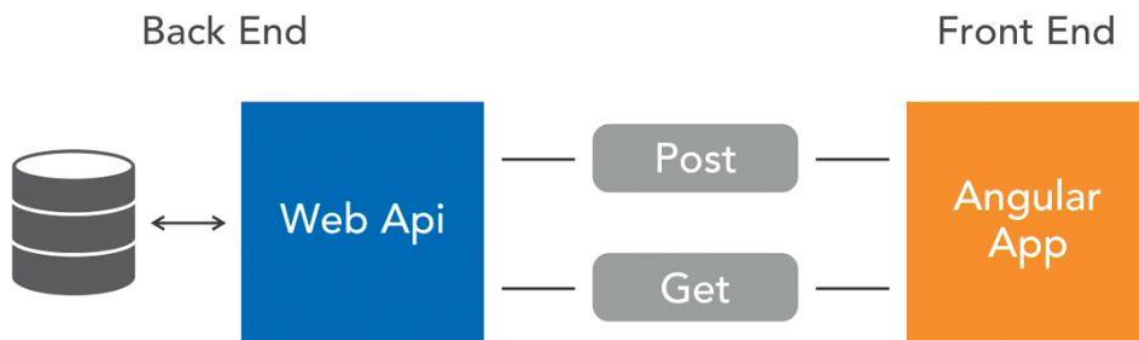 Back End
Front End
Web Api
Post
Get
Angular
App